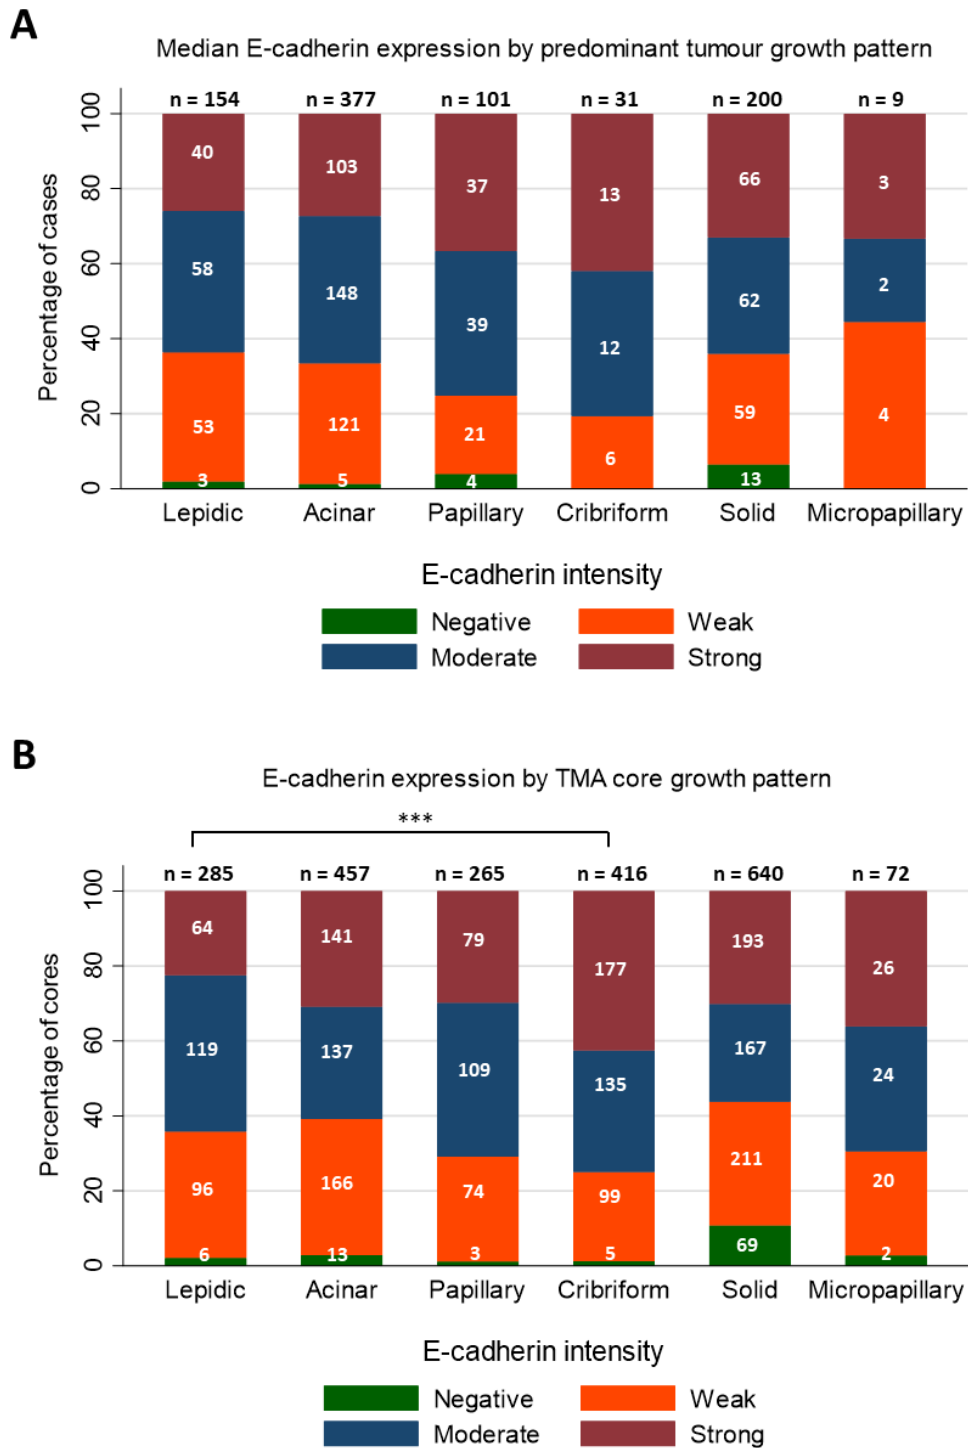 A
Median E-cadherin expression by predominant tumour growth pattern
n = 154 n = 377 n = 101 n = 31 n = 200 n = 9
Percentage of cases
100
80
60
40
20
0
40 103 37 13 66 3
58 148 39 12 62 2
53 121 21 6 59 4
3 5 4 13
Lepidic Acinar Papillary Cribriform Solid Micropapillary
E-cadherin intensity
Negative Weak
Moderate Strong
B
E-cadherin expression by TMA core growth pattern
***
n = 285 n = 457 n = 265 n = 416 n = 640 n = 72
Percentage of cores
100
80
60
40
20
0
64 141 79 177 193 26
119 137 109 135 167 24
96 166 74 99 211 20
6 13 3 5 69 2
Lepidic Acinar Papillary Cribriform Solid Micropapillary
E-cadherin intensity
Negative Weak
Moderate Strong